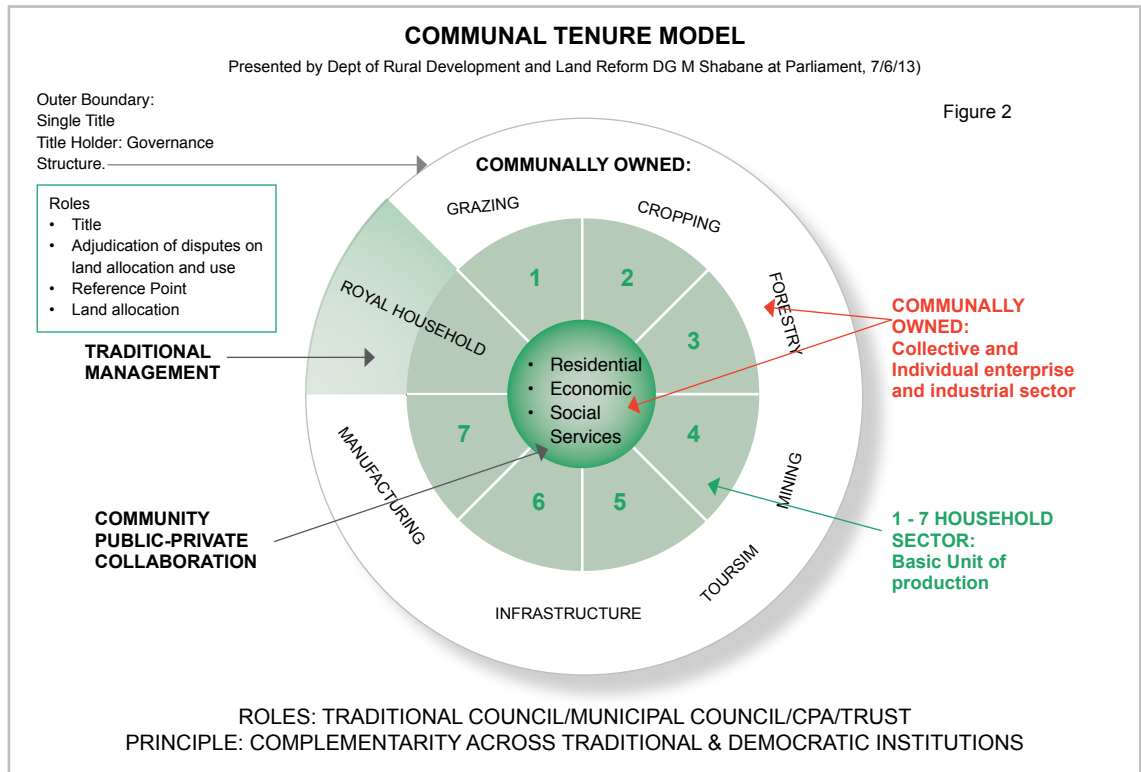 COMMUNAL TENURE MODEL
Presented by Dept of Rural Development and Land Reform DG M Shabane at Parliament, 7/6/13)
Figure 2
Outer Boundary:
Single Title
Title Holder: Governance
Structure.
Roles
• Title
• Adjudication of disputes on
land allocation and use
• Reference Point
• Land allocation
TRADITIONAL
MANAGEMENT
COMMUNITY
PUBLIC-PRIVATE
COLLABORATION
COMMUNALLY OWNED:
GRAZING
CROPPING
FORESTRY
MINING
TOURSIM
INFRASTRUCTURE
MANUFACTURING
ROYAL HOUSEHOLD
1
2
3
4
5
6
7
• Residential
• Economic
• Social
Services
COMMUNALLY
OWNED:
Collective and
Individual enterprise
and industrial sector
1 - 7 HOUSEHOLD
SECTOR:
Basic Unit of
production
ROLES: TRADITIONAL COUNCIL/MUNICIPAL COUNCIL/CPA/TRUST
PRINCIPLE: COMPLEMENTARITY ACROSS TRADITIONAL & DEMOCRATIC INSTITUTIONS